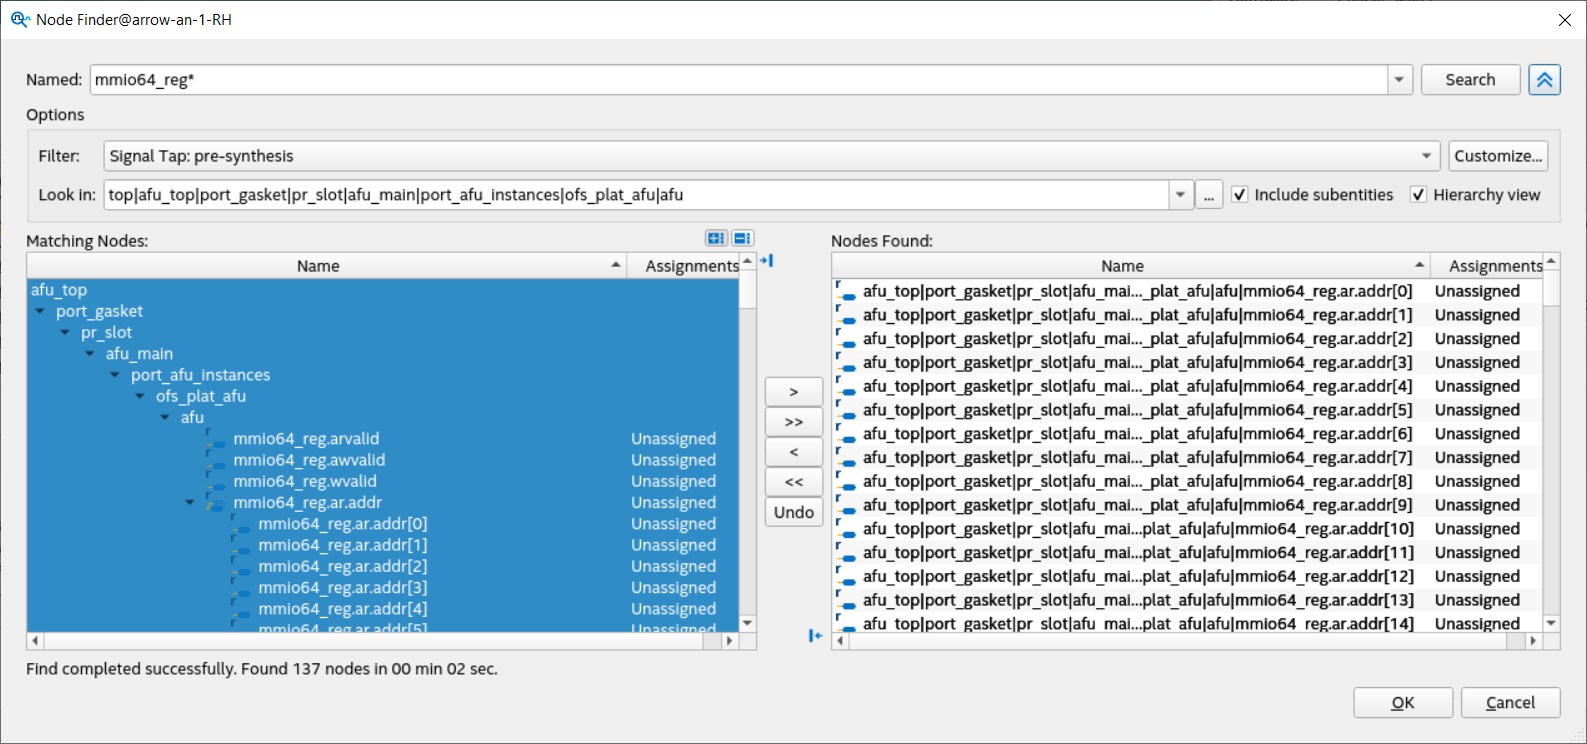 Node Finder@arrow-an-1-RH
Named: mmio64_reg* Search
Options
Filter: Signal Tap: pre-synthesis Customize...
Look in: top|afu_top|port_gasket|pr_slot|afu_main|port_afu_instances|ofs_plat_afu|afu ... Include subentities Hierarchy view
Matching Nodes:
Name Assignments
afu_top
port_gasket
pr_slot
afu_main
port_afu_instances
ofs_plat_afu
afu
mmio64_reg.arvalid Unassigned
mmio64_reg.awvalid Unassigned
mmio64_reg.wvalid Unassigned
mmio64_reg.ar.addr Unassigned
mmio64_reg.ar.addr[0] Unassigned
mmio64_reg.ar.addr[1] Unassigned
mmio64_reg.ar.addr[2] Unassigned
mmio64_reg.ar.addr[3] Unassigned
mmio64_reg.ar.addr[4] Unassigned
mmio64_reg.ar.addr[5] Unassigned
>
>>
<
<<
Undo
Nodes Found:
Name Assignments
afu_top|port_gasket|pr_slot|afu_mai..._plat_afu|afu|mmio64_reg.ar.addr[0] Unassigned
afu_top|port_gasket|pr_slot|afu_mai..._plat_afu|afu|mmio64_reg.ar.addr[1] Unassigned
afu_top|port_gasket|pr_slot|afu_mai..._plat_afu|afu|mmio64_reg.ar.addr[2] Unassigned
afu_top|port_gasket|pr_slot|afu_mai..._plat_afu|afu|mmio64_reg.ar.addr[3] Unassigned
afu_top|port_gasket|pr_slot|afu_mai..._plat_afu|afu|mmio64_reg.ar.addr[4] Unassigned
afu_top|port_gasket|pr_slot|afu_mai..._plat_afu|afu|mmio64_reg.ar.addr[5] Unassigned
afu_top|port_gasket|pr_slot|afu_mai..._plat_afu|afu|mmio64_reg.ar.addr[6] Unassigned
afu_top|port_gasket|pr_slot|afu_mai..._plat_afu|afu|mmio64_reg.ar.addr[7] Unassigned
afu_top|port_gasket|pr_slot|afu_mai..._plat_afu|afu|mmio64_reg.ar.addr[8] Unassigned
afu_top|port_gasket|pr_slot|afu_mai..._plat_afu|afu|mmio64_reg.ar.addr[9] Unassigned
afu_top|port_gasket|pr_slot|afu_mai...plat_afu|afu|mmio64_reg.ar.addr[10] Unassigned
afu_top|port_gasket|pr_slot|afu_mai...plat_afu|afu|mmio64_reg.ar.addr[11] Unassigned
afu_top|port_gasket|pr_slot|afu_mai...plat_afu|afu|mmio64_reg.ar.addr[12] Unassigned
afu_top|port_gasket|pr_slot|afu_mai...plat_afu|afu|mmio64_reg.ar.addr[13] Unassigned
afu_top|port_gasket|pr_slot|afu_mai...plat_afu|afu|mmio64_reg.ar.addr[14] Unassigned
Find completed successfully. Found 137 nodes in 00 min 02 sec.
OK Cancel